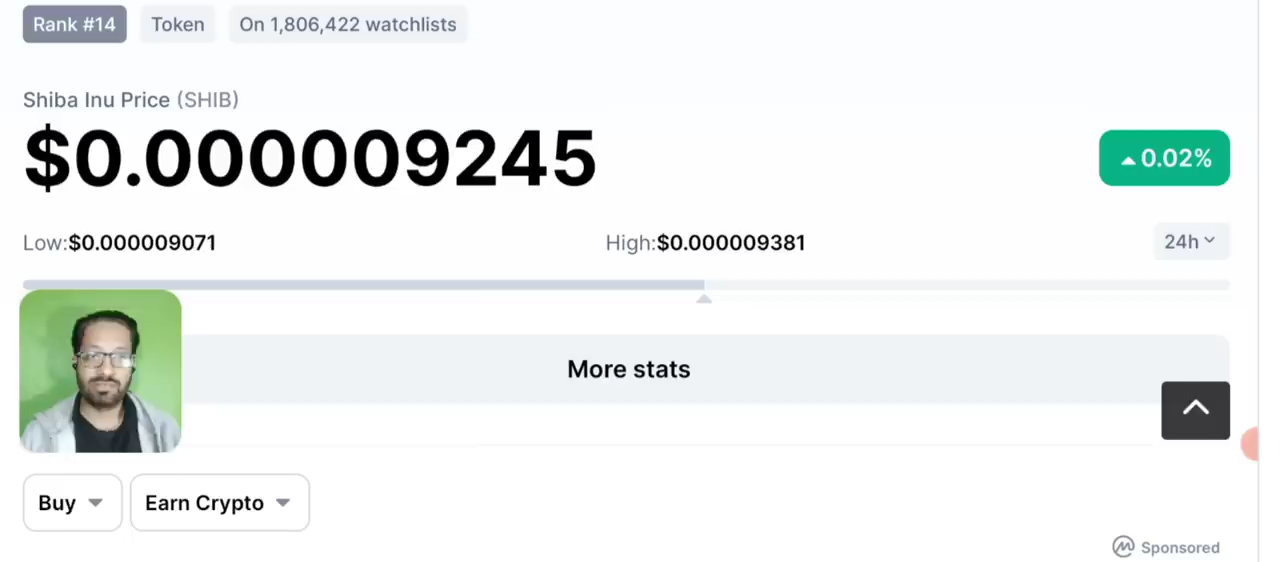 Rank #14 Token On 1,806,422 watchlists
Shiba Inu Price (SHIB)
$0.000009245 0.02%
Low:$0.000009071 High:$0.000009381 24h
More stats
Buy Earn Crypto
Sponsored